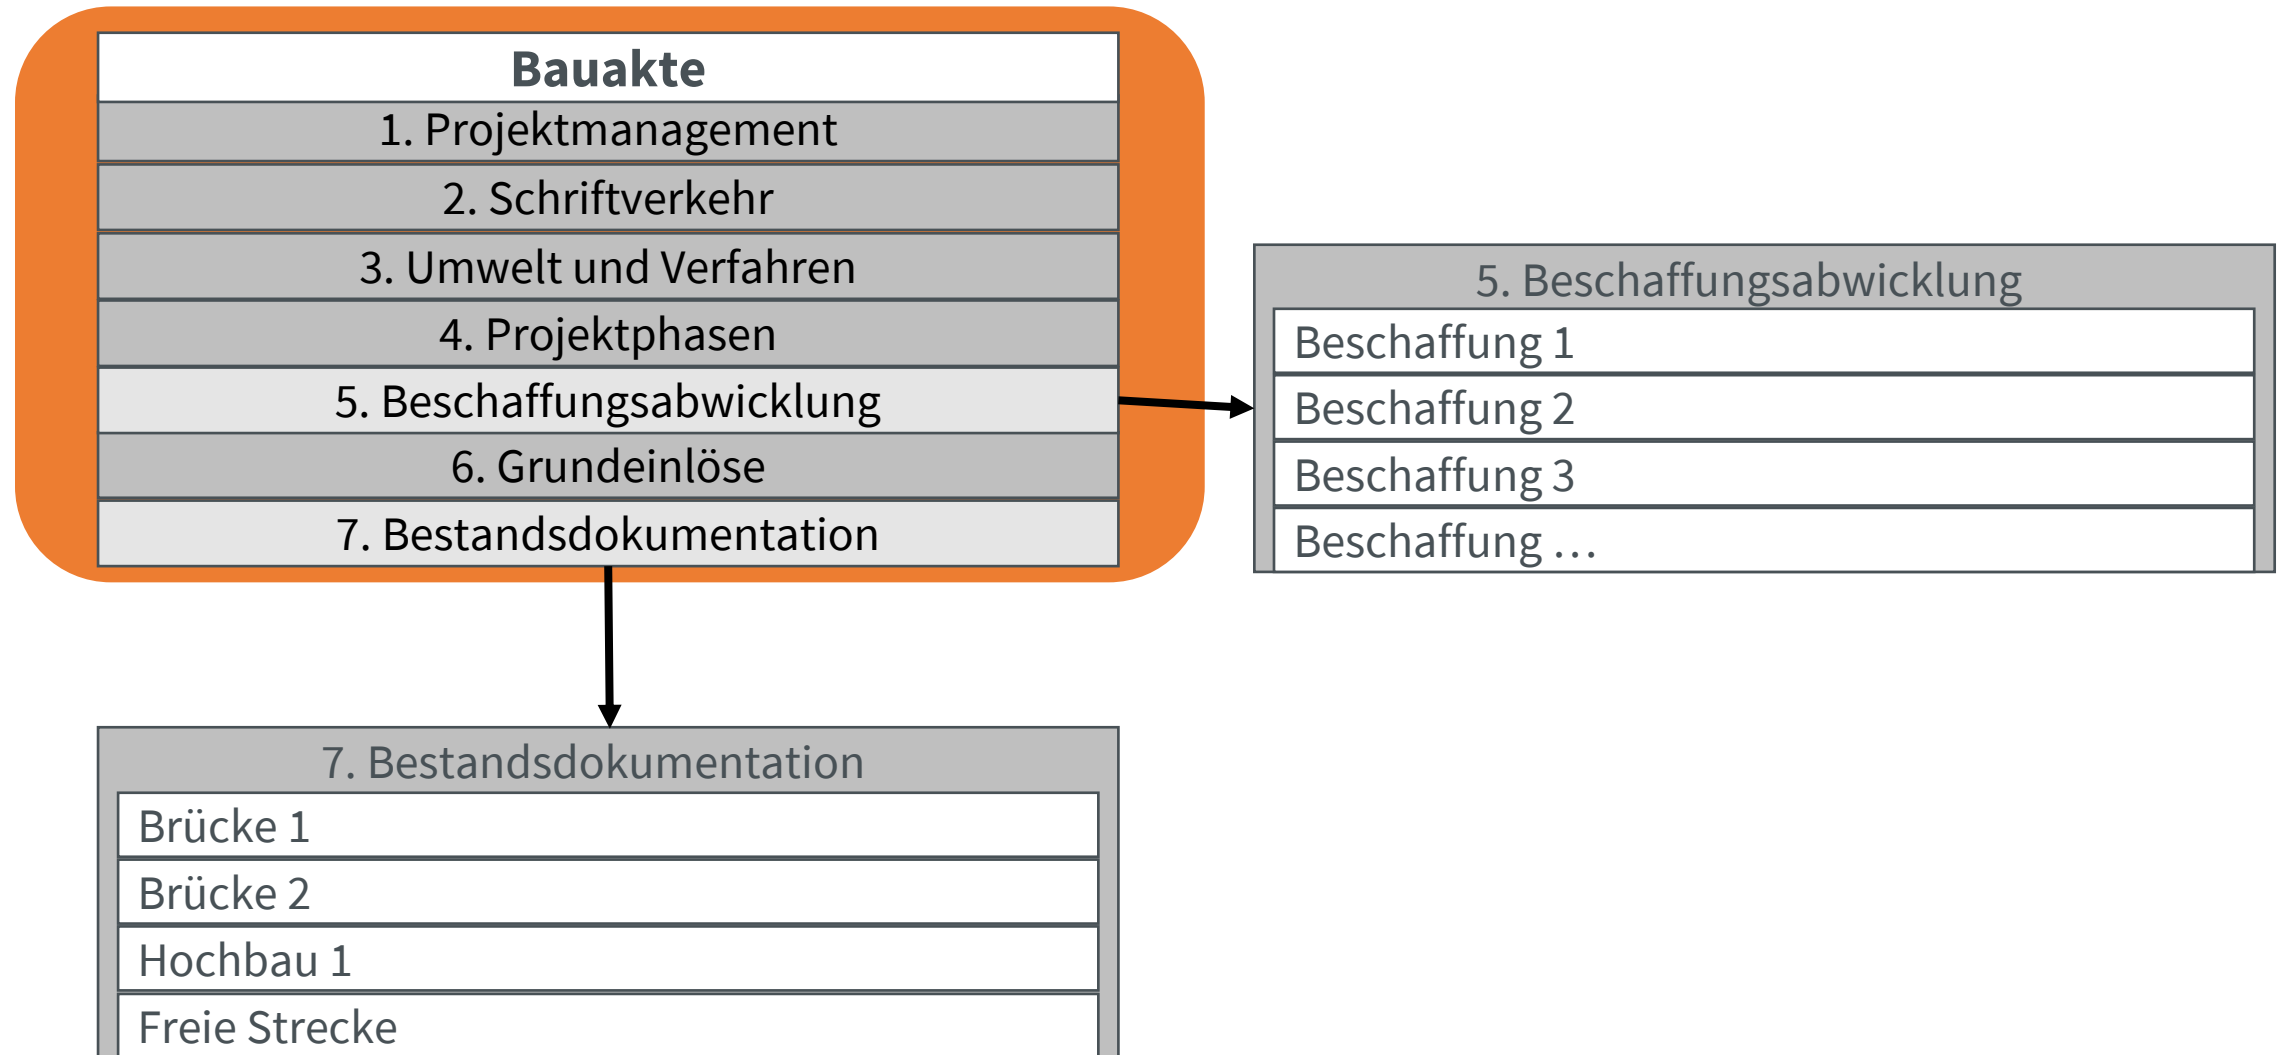 Bauakte
1. Projektmanagement
2. Schriftverkehr
3. Umwelt und Verfahren
4. Projektphasen
5. Beschaffungsabwicklung
6. Grundeinlöse
7. Bestandsdokumentation
5. Beschaffungsabwicklung
Beschaffung 1
Beschaffung 2
Beschaffung 3
Beschaffung …
7. Bestandsdokumentation
Brücke 1
Brücke 2
Hochbau 1
Freie Strecke